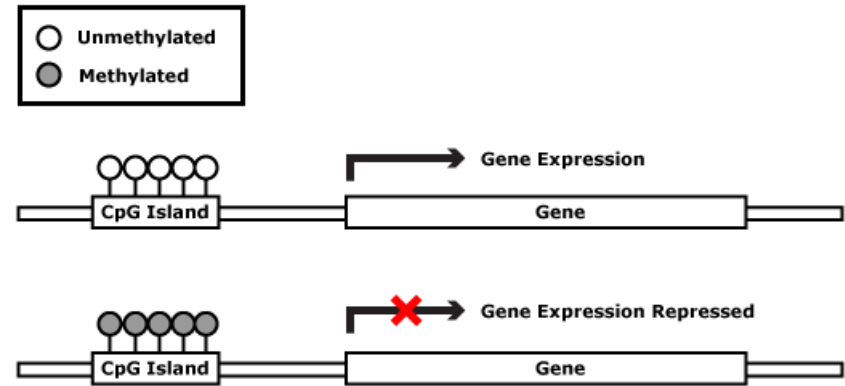 Unmethylated
Methylated
Gene Expression
CpG Island
Gene
Gene Expression Repressed
CpG Island
Gene